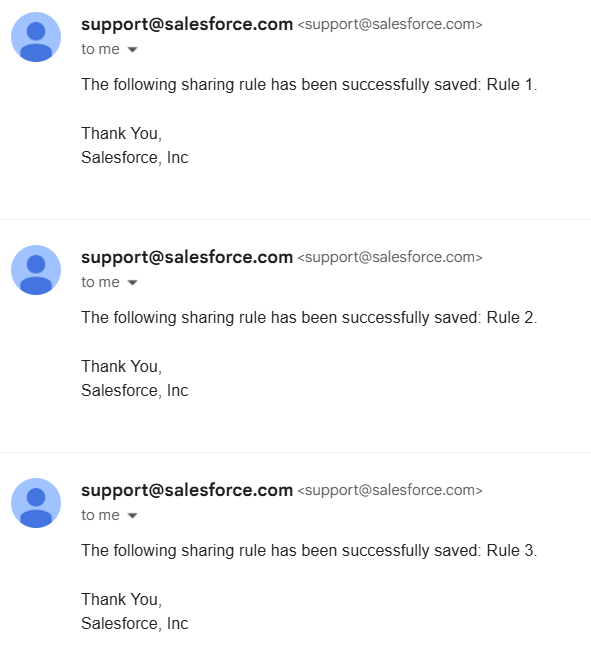 support@salesforce.com <support@salesforce.com>
to me
The following sharing rule has been successfully saved: Rule 1.
Thank You,
Salesforce, Inc
support@salesforce.com <support@salesforce.com>
to me
The following sharing rule has been successfully saved: Rule 2.
Thank You,
Salesforce, Inc
support@salesforce.com <support@salesforce.com>
to me
The following sharing rule has been successfully saved: Rule 3.
Thank You,
Salesforce, Inc